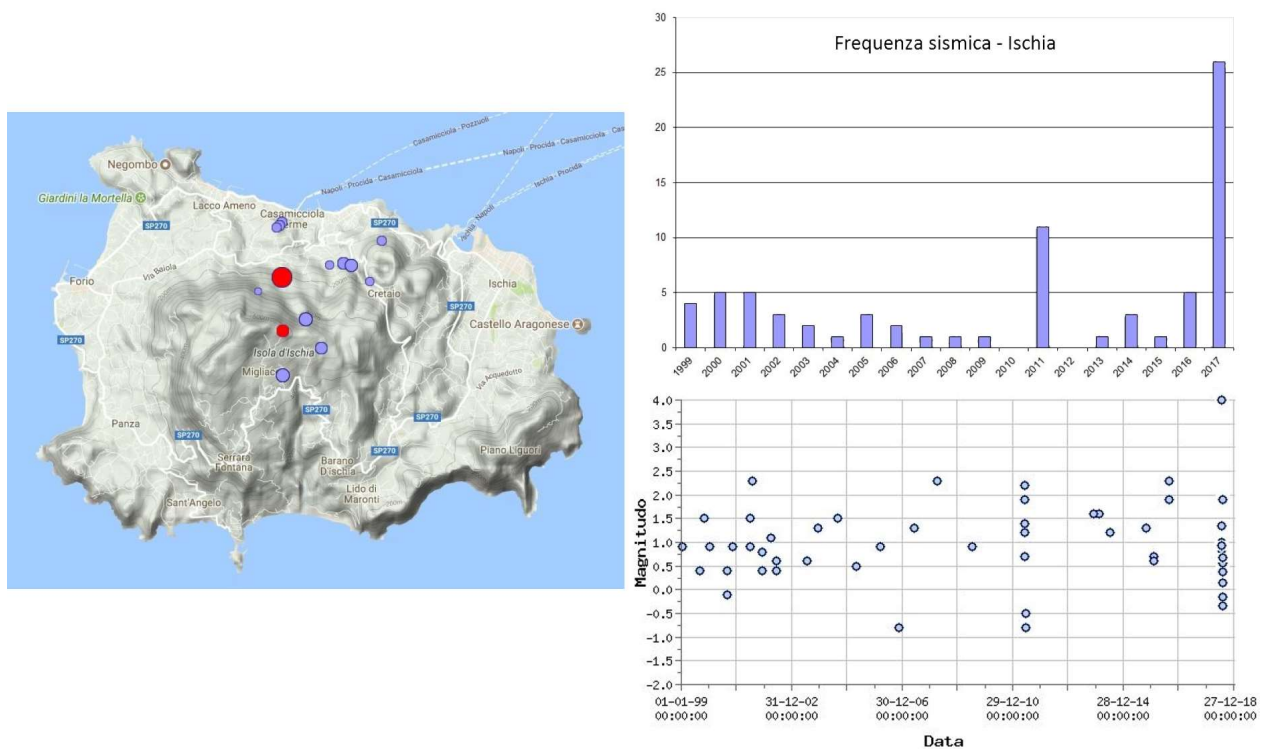 Casamicciola - Pozzuoli
Napoli - Procida - Casamicciola
Cas
Napoli - Procida - Casamicciola
Ischia - Procida
Ischia - Napoli
Negombo
Giardini la Mortella
Lacco Ameno
Casamicciola
erme
SP270
SP270
Via Baiola
Forio
Cretaio
Ischia
SP270
Castello Aragonese
SP270
Isola d'Ischia
Migliac
Via Acquedotto
SP270
SP270
Panza
SP270
SP270
Serrara
Fontana
Barano
D'Ischia
Piano Liguori
Sant'Angelo
Lido di
Maronti
Frequenza sismica - Ischia
30
25
20
15
10
5
0
1999 2000 2001 2002 2003 2004 2005 2006 2007 2008 2009 2010 2011 2012 2013 2014 2015 2016 2017
Magnitudo
4.0
3.5
3.0
2.5
2.0
1.5
1.0
0.5
0.0
-0.5
-1.0
-1.5
-2.0
01-01-99 31-12-02 30-12-06 29-12-10 28-12-14 27-12-18
00:00:00 00:00:00 00:00:00 00:00:00 00:00:00 00:00:00
Data